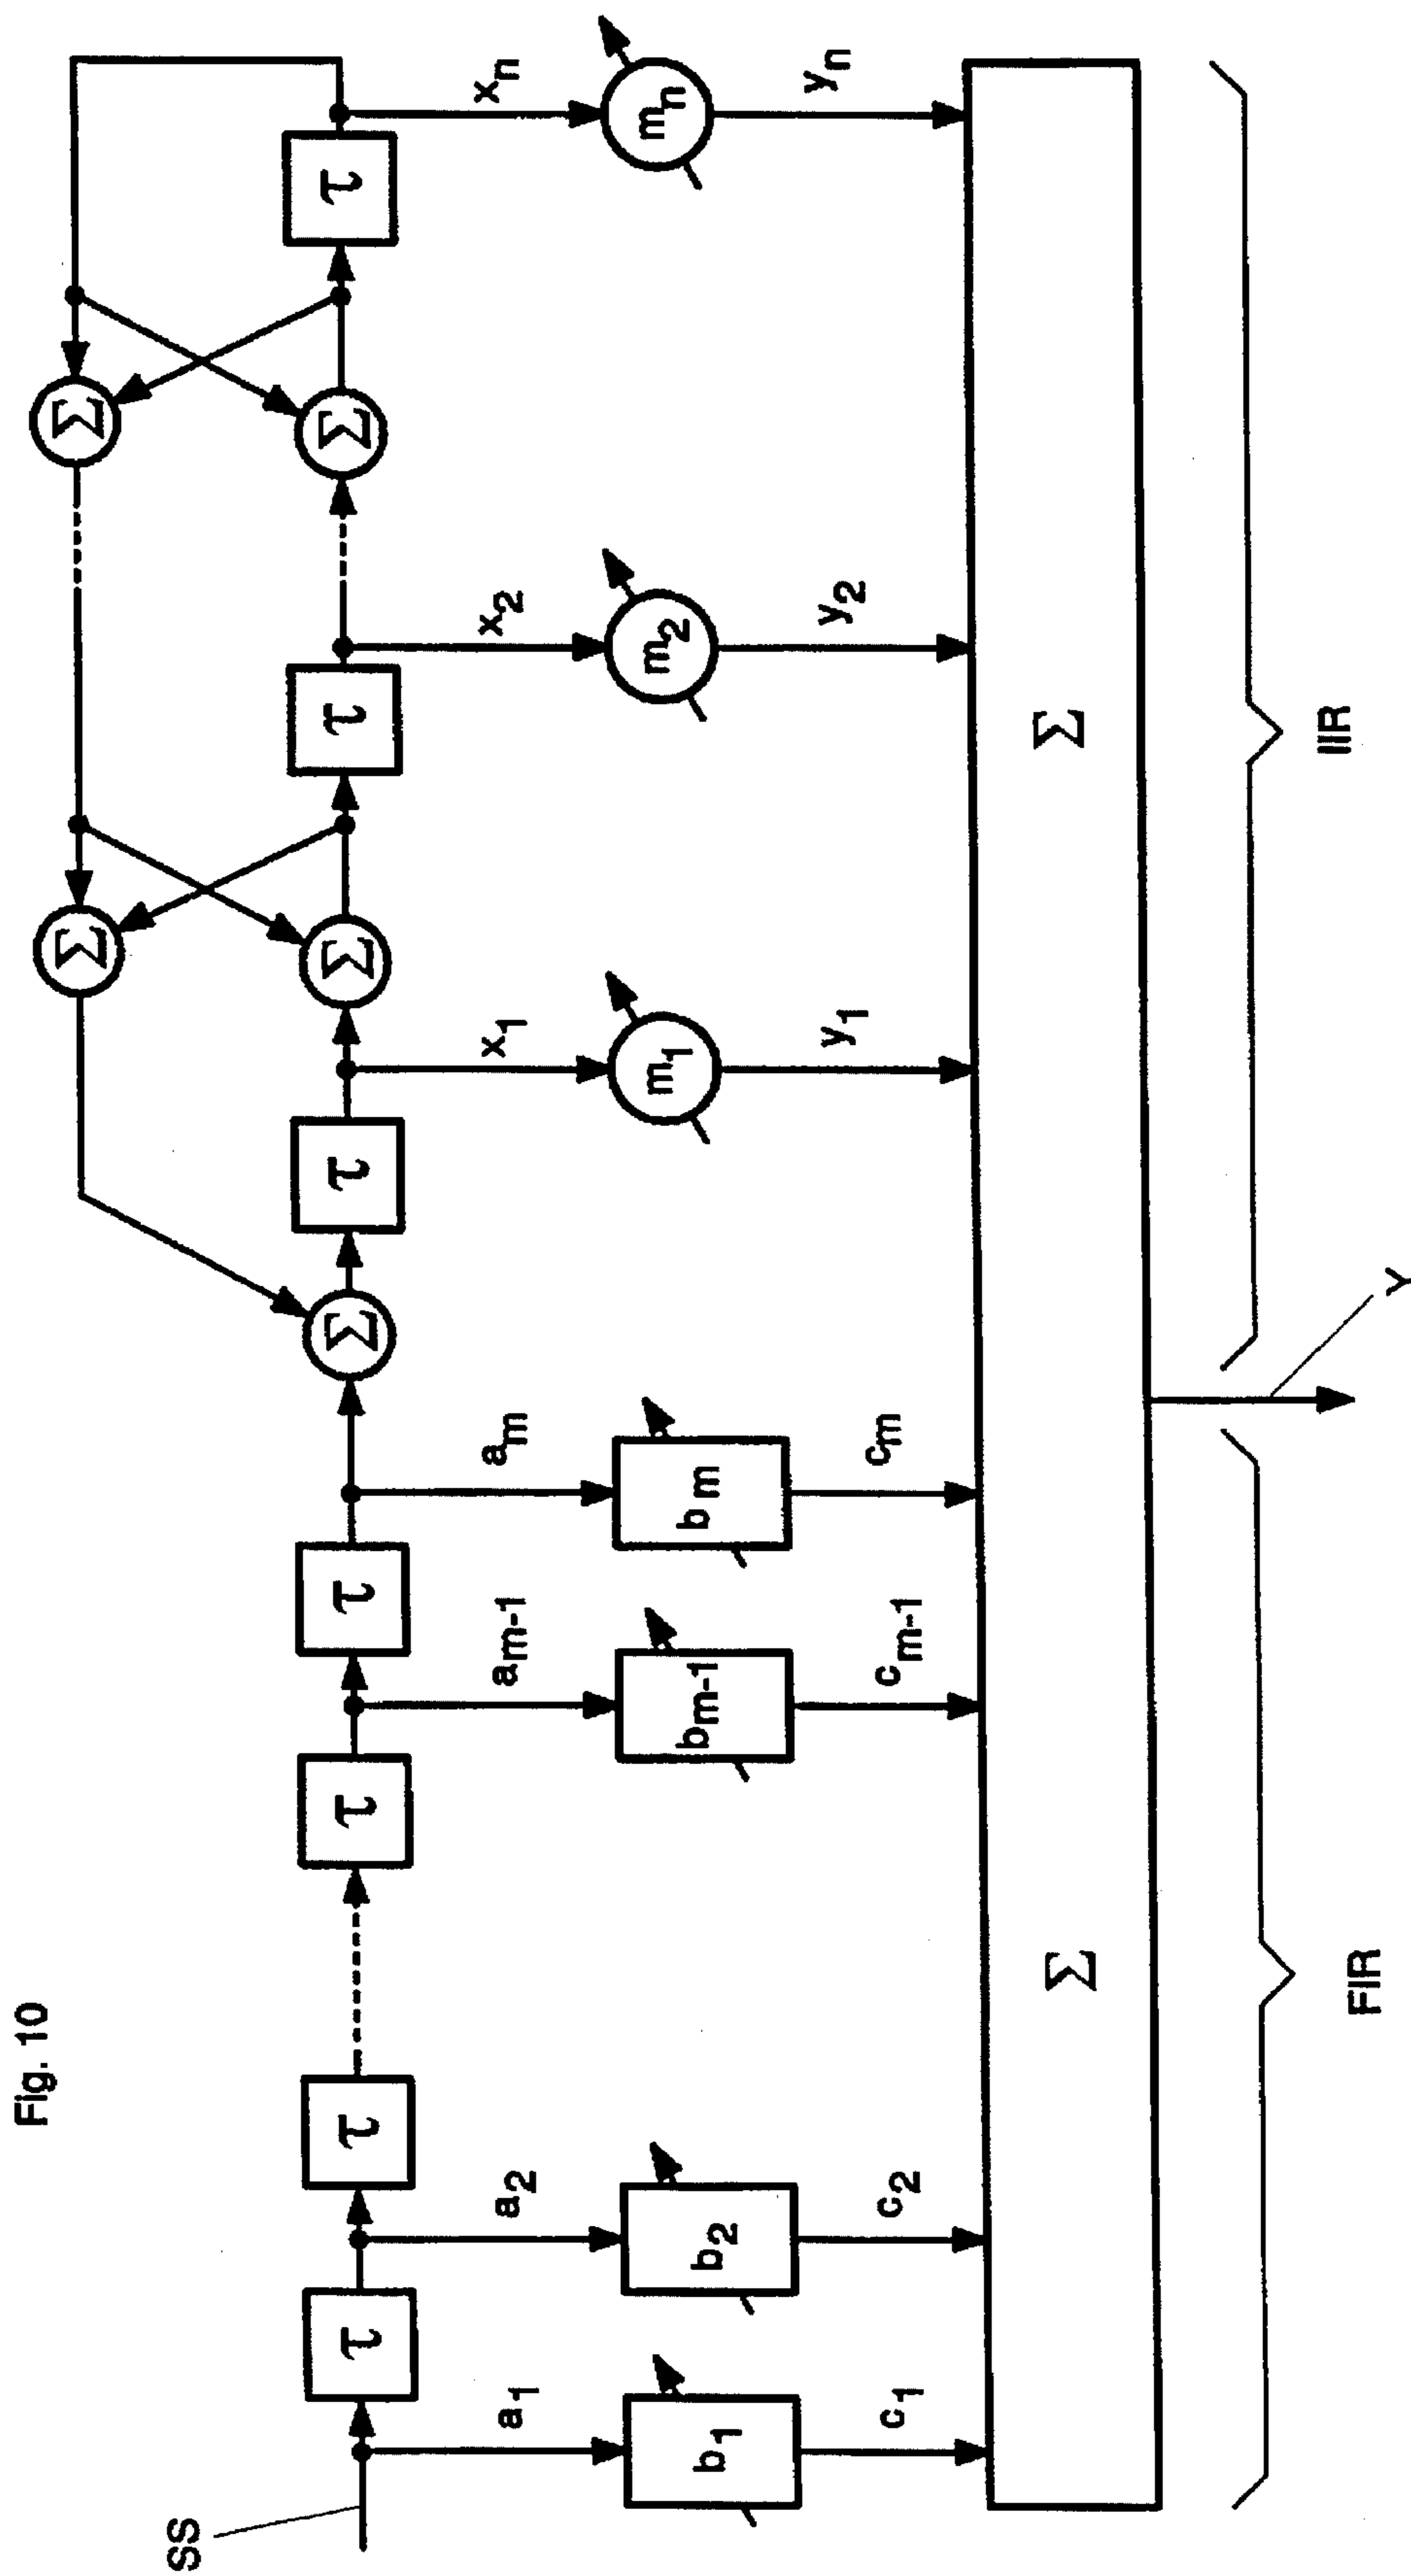 Fig. 10
Σ Σ
τ τ τ τ Σ τ Σ τ Σ τ
SS a1 a2 am-1 am x1 x2 xn
b1 b2 bm-1 bm m1 m2 mn
c1 c2 cm-1 cm y1 y2 yn
Σ Σ
Y
FIR IIR